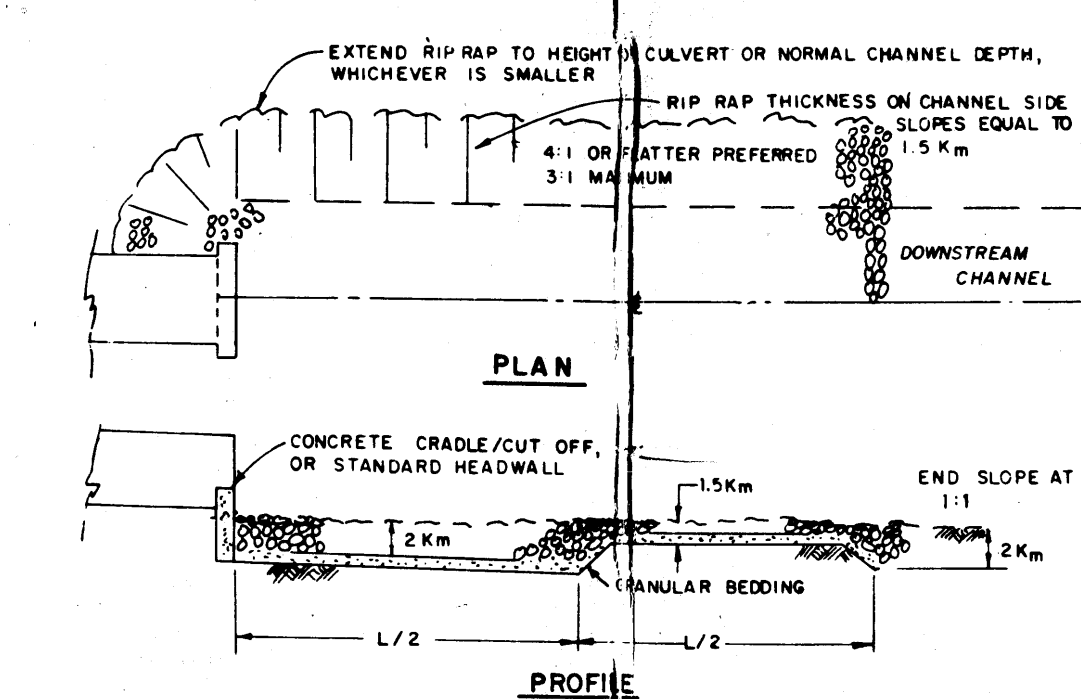 EXTEND RIP RAP TO HEIGHT OF CULVERT OR NORMAL CHANNEL DEPTH,
WHICHEVER IS SMALLER
RIP RAP THICKNESS ON CHANNEL SIDE
SLOPES EQUAL TO
1.5 Km
4:1 OR FLATTER PREFERRED
3:1 MAXIMUM
DOWNSTREAM
CHANNEL
PLAN
CONCRETE CRADLE/CUT OFF,
OR STANDARD HEADWALL
1.5 Km
END SLOPE AT
1:1
2 Km
2 Km
GRANULAR BEDDING
L/2
L/2
PROFILE